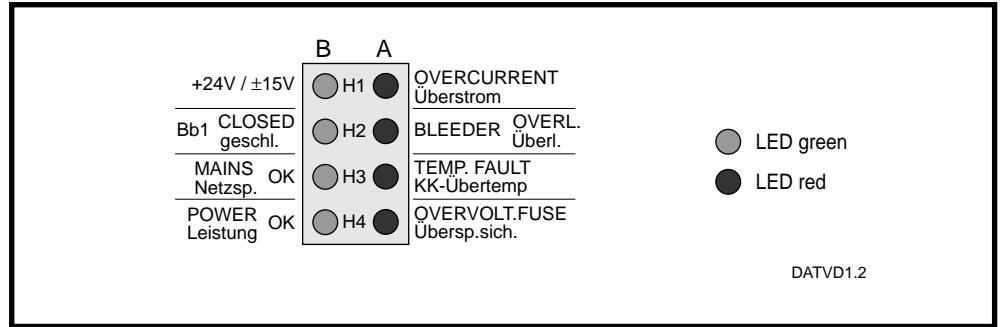 B A
+24V / ±15V H1 OVERCURRENT
Überstrom
Bb1 CLOSED H2 BLEEDER OVERL.
geschl. Überl.
MAINS OK H3 TEMP. FAULT
Netzsp. KK-Übertemp
POWER OK H4 OVERVOLT.FUSE
Leistung Übersp.sich.
LED green
LED red
DATVD1.2